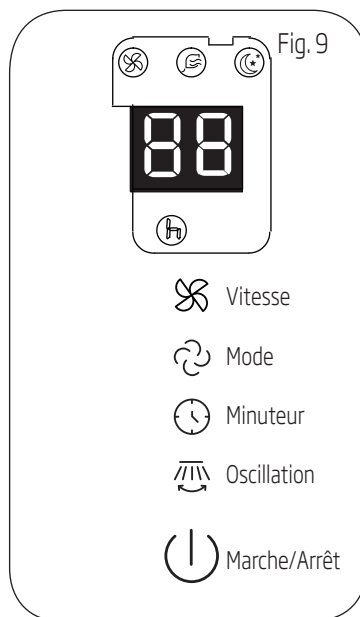 Fig. 9
88
Vitesse
Mode
Minuteur
Oscillation
Marche/Arrêt